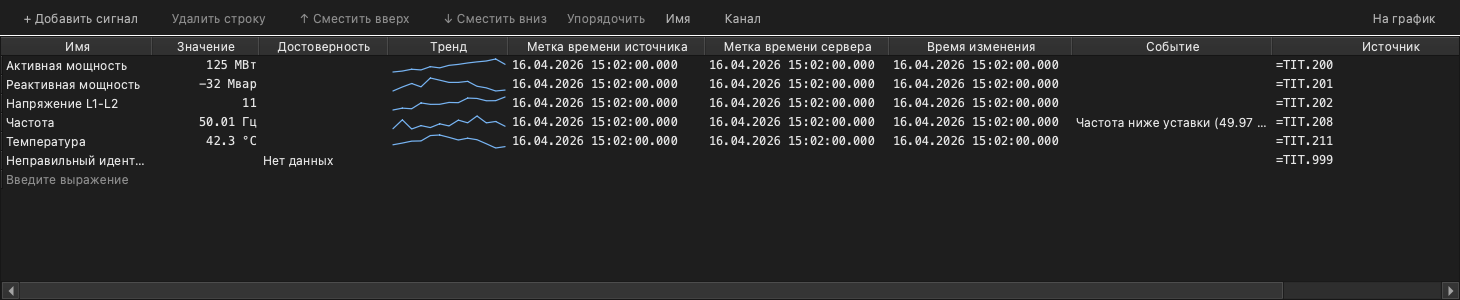 + Добавить сигнал Удалить строку ↑ Сместить вверх ↓ Сместить вниз Упорядочить Имя Канал На график
Имя Значение Достоверность Тренд Метка времени источника Метка времени сервера Время изменения Событие Источник
Активная мощность 125 МВт 16.04.2026 15:02:00.000 16.04.2026 15:02:00.000 16.04.2026 15:02:00.000 =TIT.200
Реактивная мощность −32 Мвар 16.04.2026 15:02:00.000 16.04.2026 15:02:00.000 16.04.2026 15:02:00.000 =TIT.201
Напряжение L1-L2 11 16.04.2026 15:02:00.000 16.04.2026 15:02:00.000 16.04.2026 15:02:00.000 =TIT.202
Частота 50.01 Гц 16.04.2026 15:02:00.000 16.04.2026 15:02:00.000 16.04.2026 15:02:00.000 Частота ниже уставки (49.97 ... =TIT.208
Температура 42.3 °C 16.04.2026 15:02:00.000 16.04.2026 15:02:00.000 16.04.2026 15:02:00.000 =TIT.211
Неправильный идент... Нет данных =TIT.999
Введите выражение